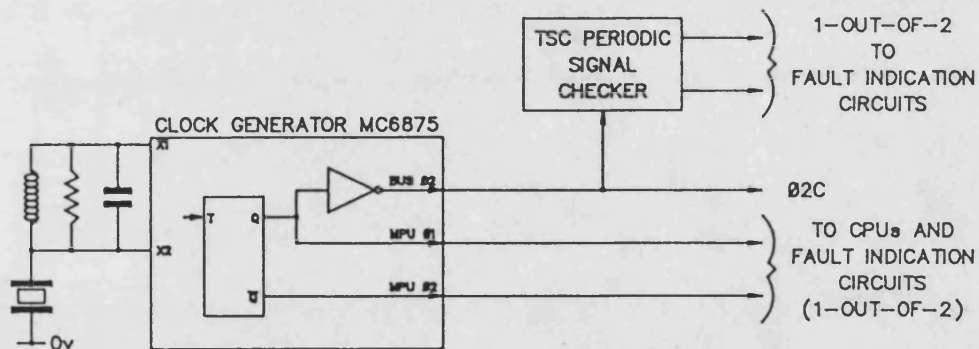 1-OUT-OF-2
TO
FAULT INDICATION
CIRCUITS
TSC PERIODIC
SIGNAL
CHECKER
CLOCK GENERATOR MC6875
X1
BUS Ø2
Ø2C
T
Q
MPU Ø1
X2
TO CPUs AND
FAULT INDICATION
CIRCUITS
(1-OUT-OF-2)
Q̅
MPU Ø2
0v